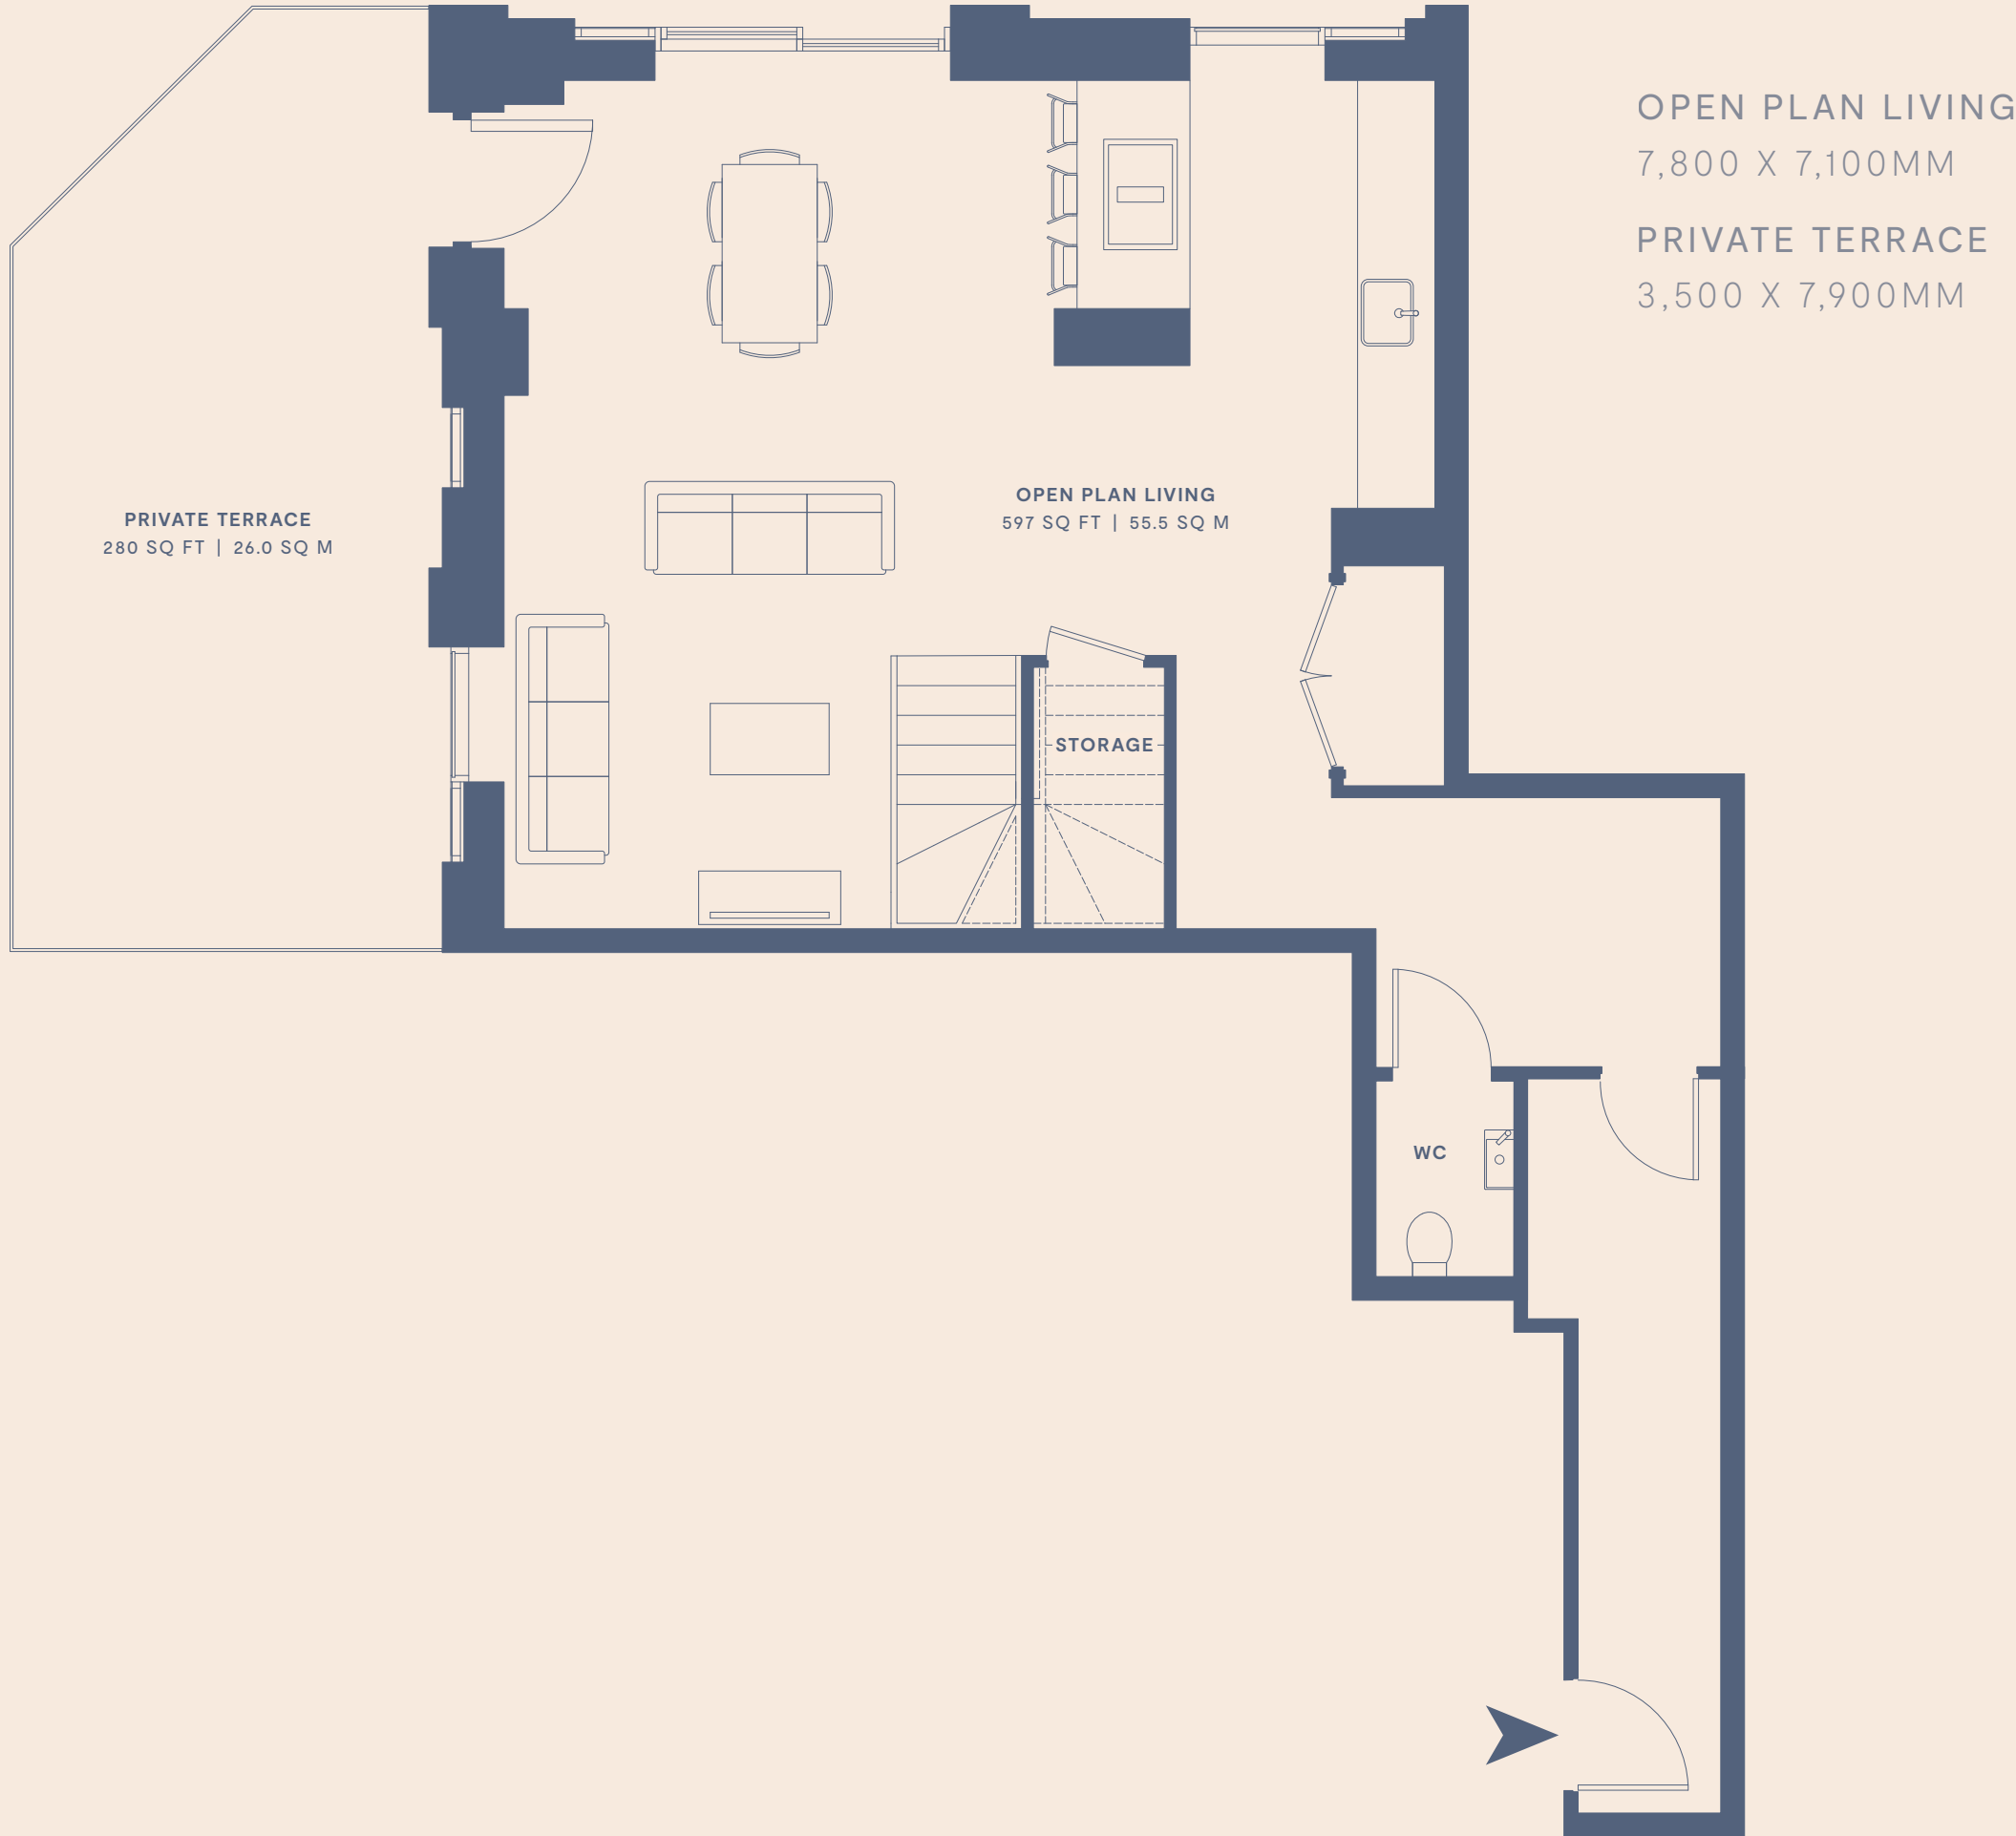 OPEN PLAN LIVING
7,800 X 7,100MM
PRIVATE TERRACE
3,500 X 7,900MM
OPEN PLAN LIVING
597 SQ FT | 55.5 SQ M
PRIVATE TERRACE
280 SQ FT | 26.0 SQ M
STORAGE
WC